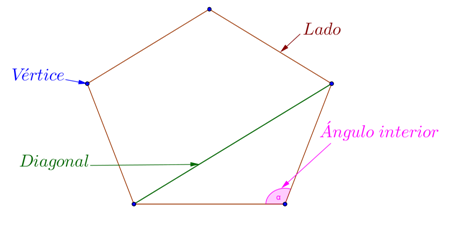 Lado
Vértice
Ángulo interior
Diagonal
α